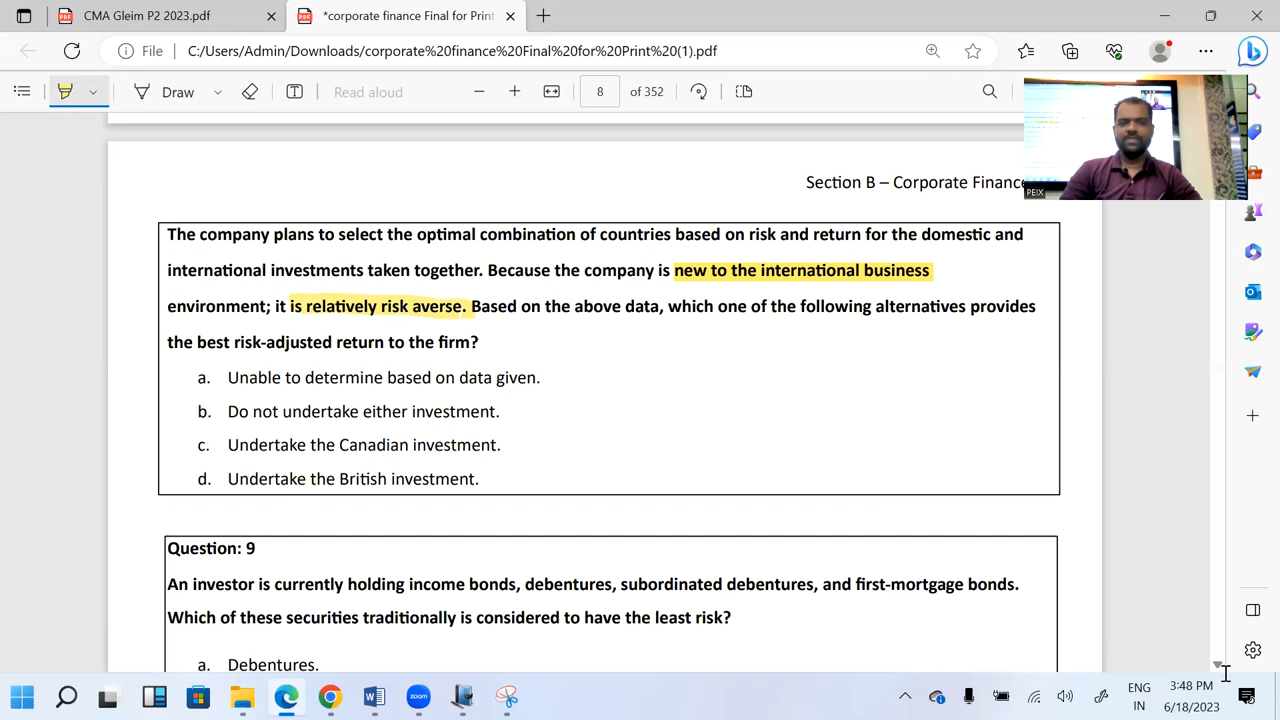 CMA Gleim P2 2023.pdf
*corporate finance Final for Print
File
C:/Users/Admin/Downloads/corporate%20finance%20Final%20for%20Print%20(1).pdf
Draw
Read aloud
8
of 352
PEIX
Section B – Corporate Finance
The company plans to select the optimal combination of countries based on risk and return for the domestic and
international investments taken together. Because the company is new to the international business
environment; it is relatively risk averse. Based on the above data, which one of the following alternatives provides
the best risk-adjusted return to the firm?
a. Unable to determine based on data given.
b. Do not undertake either investment.
c. Undertake the Canadian investment.
d. Undertake the British investment.
Question: 9
An investor is currently holding income bonds, debentures, subordinated debentures, and first-mortgage bonds.
Which of these securities traditionally is considered to have the least risk?
a. Debentures.
zoom
ENG
IN
3:48 PM
6/18/2023